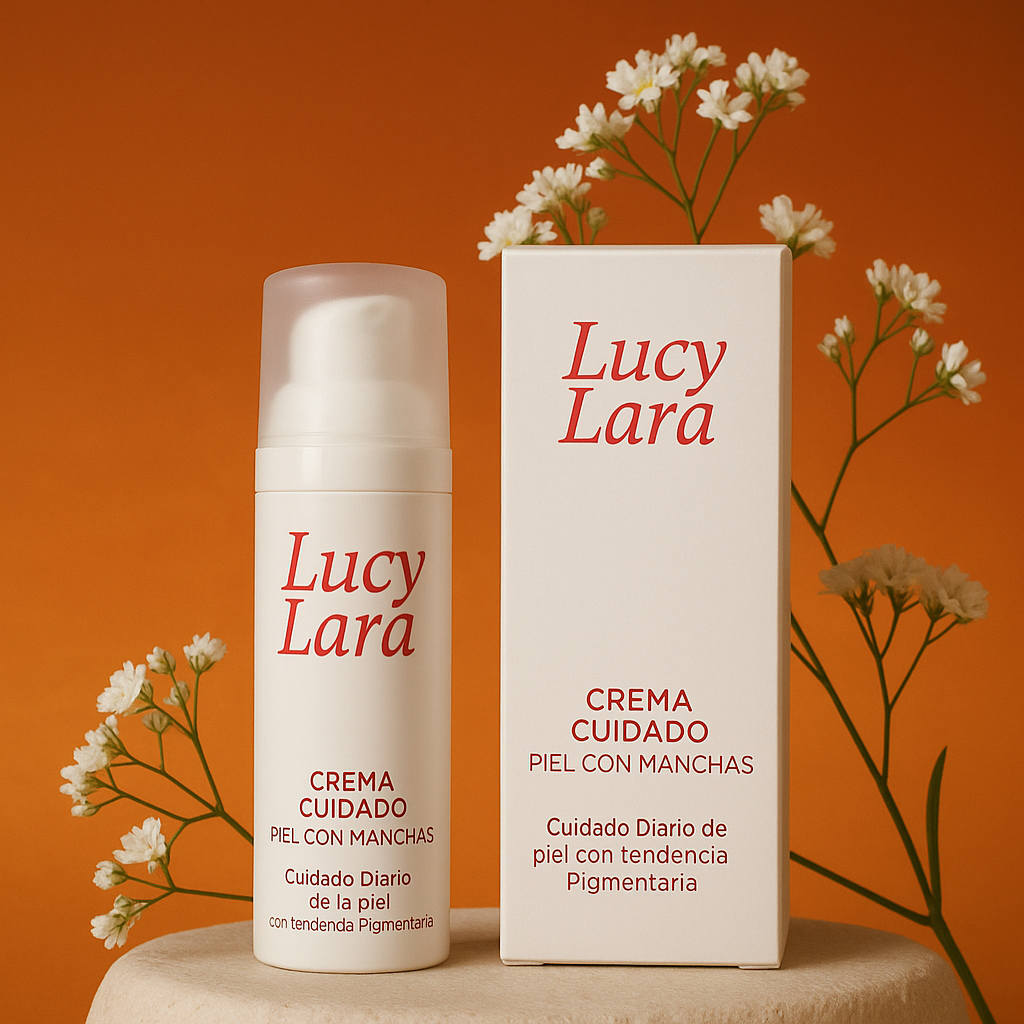 Lucy
Lara
CREMA
CUIDADO
PIEL CON MANCHAS
Cuidado Diario
de la piel
con tendenda Pigmentaria
Lucy
Lara
CREMA
CUIDADO
PIEL CON MANCHAS
Cuidado Diario de
piel con tendencia
Pigmentaria